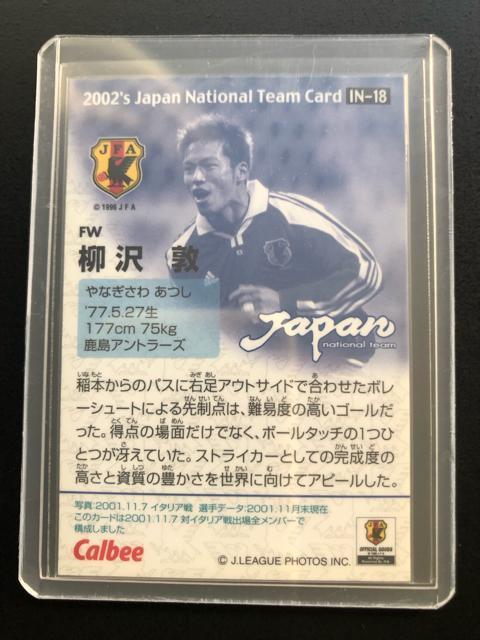 2002's Japan National Team Card IN-18
JFA
© 1996 JFA
FW
柳沢 敦
やなぎさわ あつし
'77.5.27生
177cm 75kg
鹿島アントラーズ
Japan
national team
稲本からのパスに右足アウトサイドで合わせたボレ
ーシュートによる先制点は、難易度の高いゴールだ
った。得点の場面だけでなく、ボールタッチの1つひ
とつが冴えていた。ストライカーとしての完成度の
高さと資質の豊かさを世界に向けてアピールした。
写真:2001.11.7 イタリア戦 選手データ:2001.11月末現在
このカードは2001.11.7 対イタリア戦出場全メンバーで
構成しました
Calbee
© J.LEAGUE PHOTOS INC.
OFFICIAL GOODS